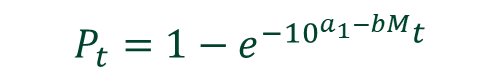 P_t = 1 − e^{−10^{a_1−bM} t}